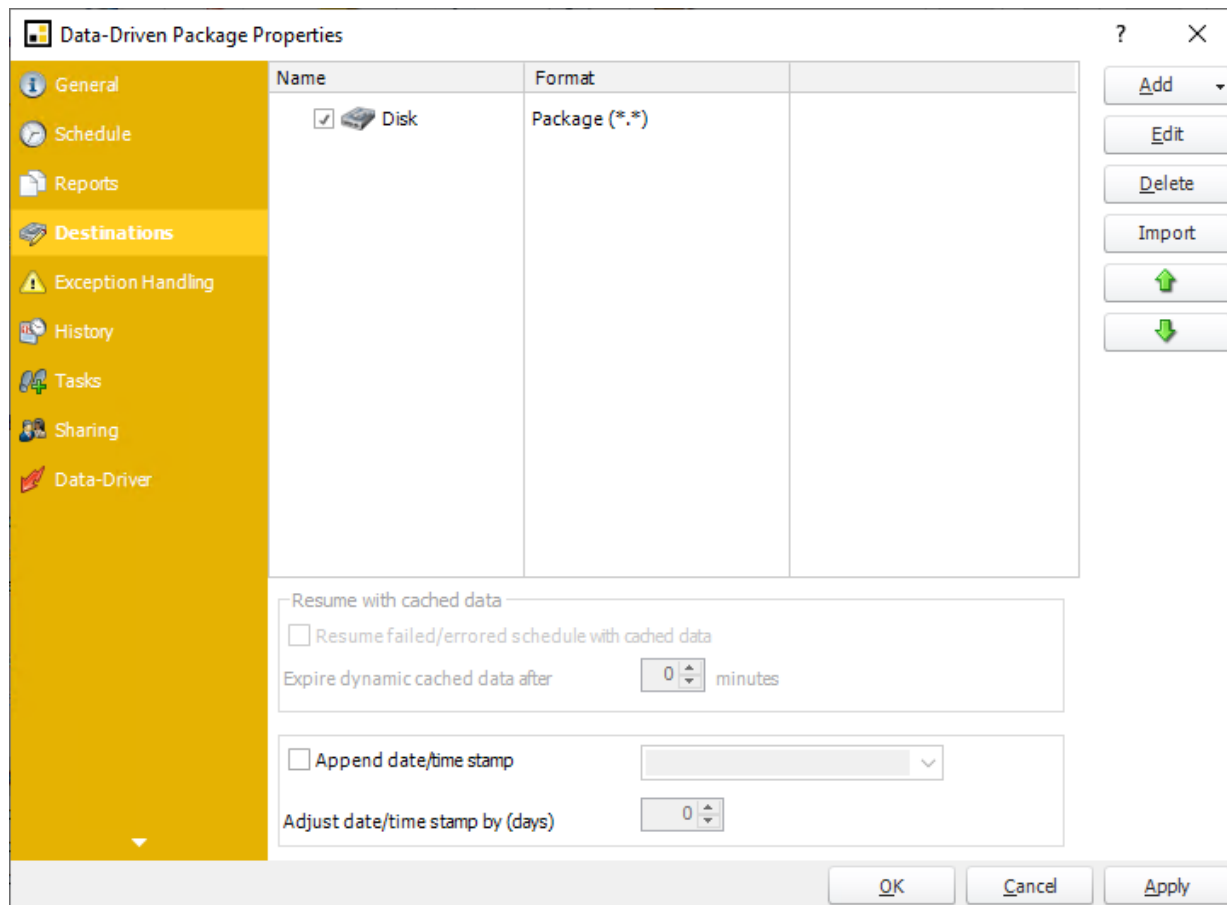 Data-Driven Package Properties
?
General
Schedule
Reports
Destinations
Exception Handling
History
Tasks
Sharing
Data-Driver
Name Format
Disk Package (*.*)
Add
Edit
Delete
Import
Resume with cached data
Resume failed/errored schedule with cached data
Expire dynamic cached data after 0 minutes
Append date/time stamp
Adjust date/time stamp by (days) 0
OK Cancel Apply